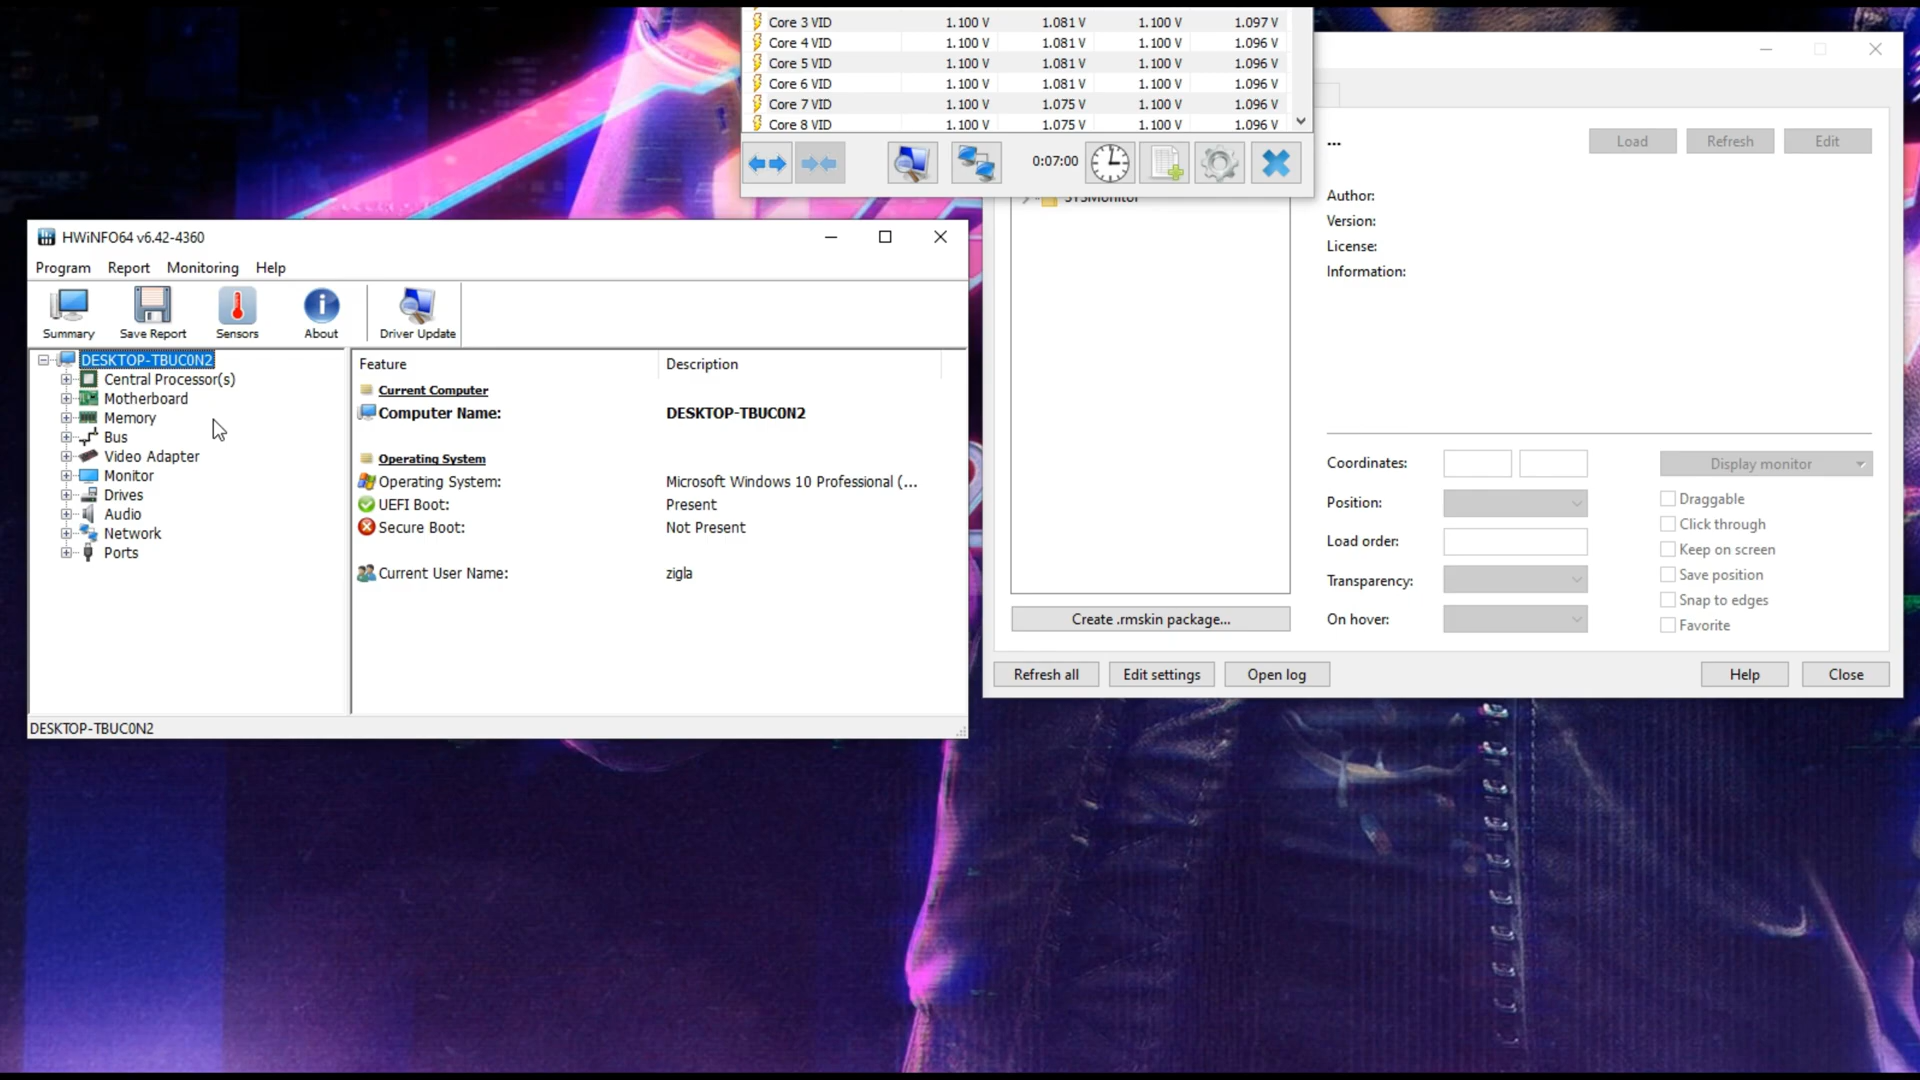 Core 3 VID 1.100 V 1.081 V 1.100 V 1.097 V
Core 4 VID 1.100 V 1.081 V 1.100 V 1.096 V
Core 5 VID 1.100 V 1.081 V 1.100 V 1.096 V
Core 6 VID 1.100 V 1.081 V 1.100 V 1.096 V
Core 7 VID 1.100 V 1.075 V 1.100 V 1.096 V
Core 8 VID 1.100 V 1.075 V 1.100 V 1.096 V
0:07:00
HWiNFO64 v6.42-4360
Program Report Monitoring Help
Summary Save Report Sensors About Driver Update
DESKTOP-TBUC0N2
Central Processor(s)
Motherboard
Memory
Bus
Video Adapter
Monitor
Drives
Audio
Network
Ports
Feature Description
Current Computer
Computer Name: DESKTOP-TBUC0N2
Operating System
Operating System: Microsoft Windows 10 Professional (...
UEFI Boot: Present
Secure Boot: Not Present
Current User Name: zigla
DESKTOP-TBUC0N2
SYSMonitor
... Load Refresh Edit
Author:
Version:
License:
Information:
Coordinates: Display monitor
Position: Draggable
Click through
Load order: Keep on screen
Transparency: Save position
Snap to edges
On hover: Favorite
Create .rmskin package...
Refresh all Edit settings Open log Help Close